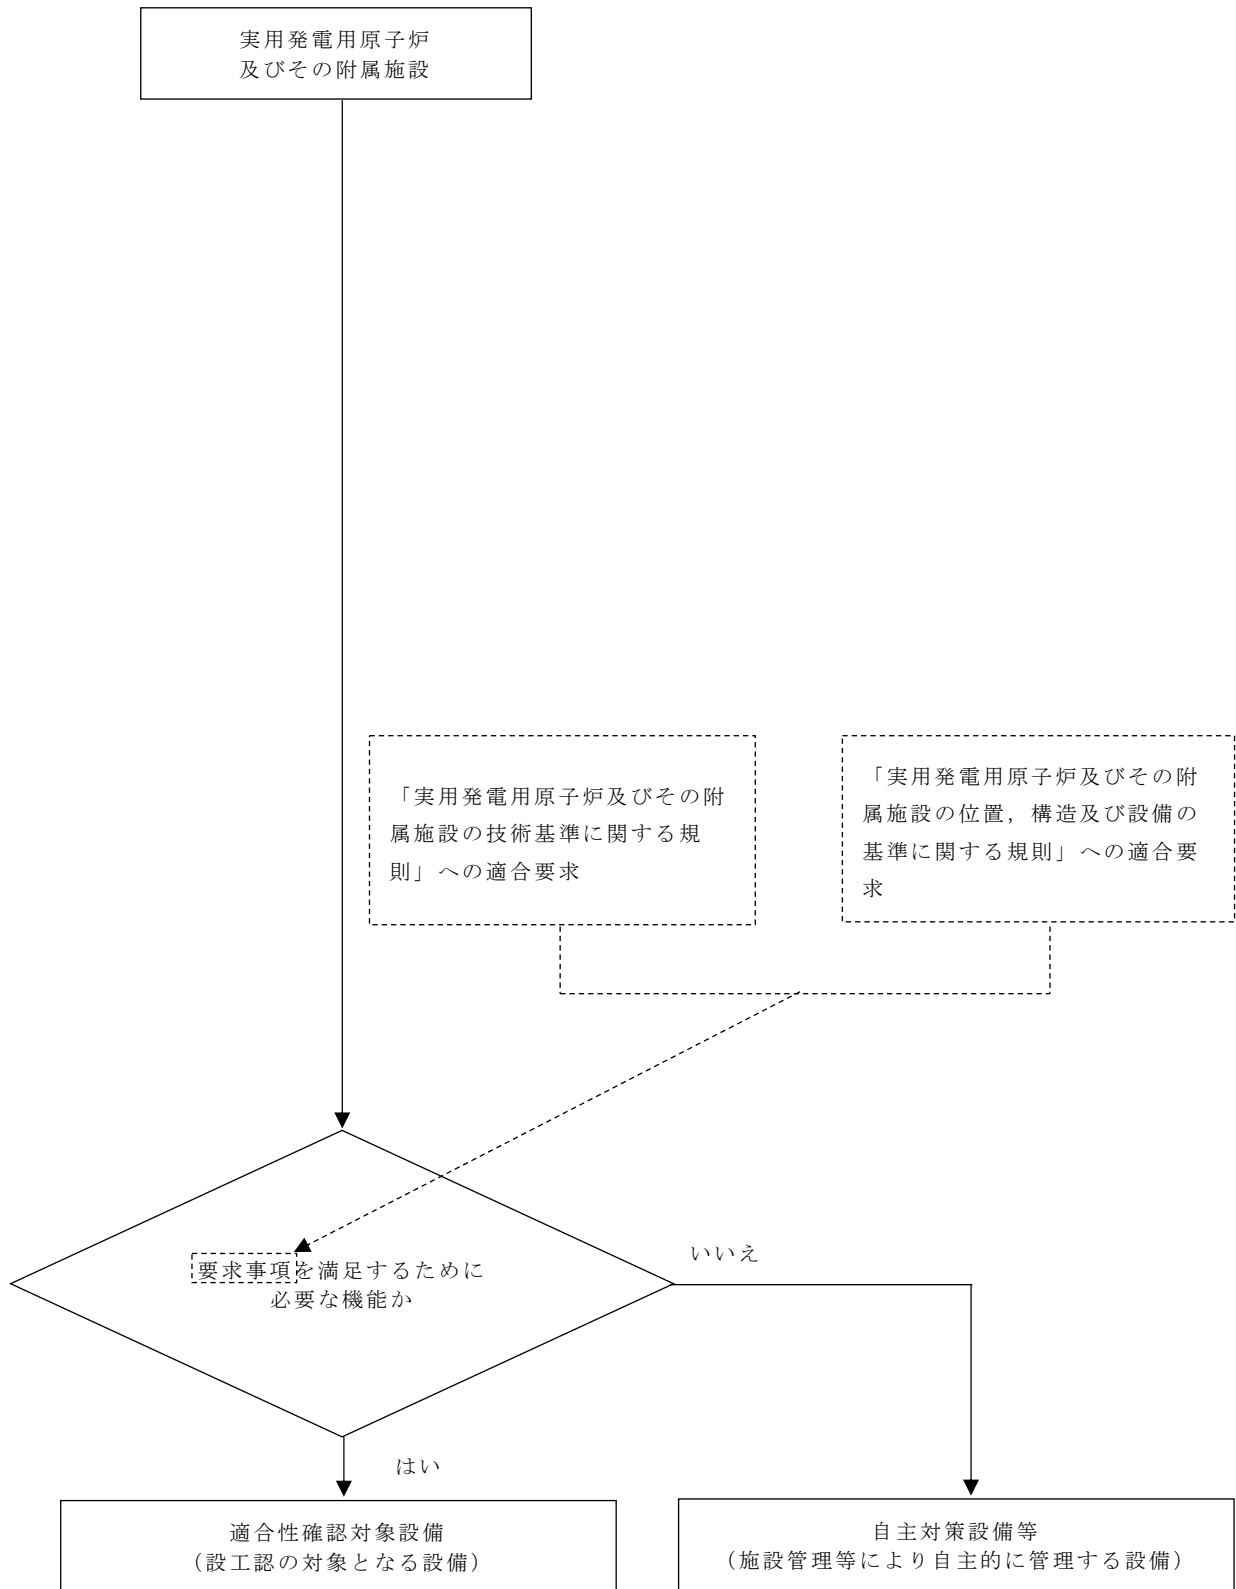 実用発電用原子炉
及びその附属施設
「実用発電用原子炉及びその附
属施設の技術基準に関する規
則」への適合要求
「実用発電用原子炉及びその附
属施設の位置，構造及び設備の
基準に関する規則」への適合要
求
要求事項を満足するために
必要な機能か
いいえ
はい
適合性確認対象設備
（設工認の対象となる設備）
自主対策設備等
（施設管理等により自主的に管理する設備）